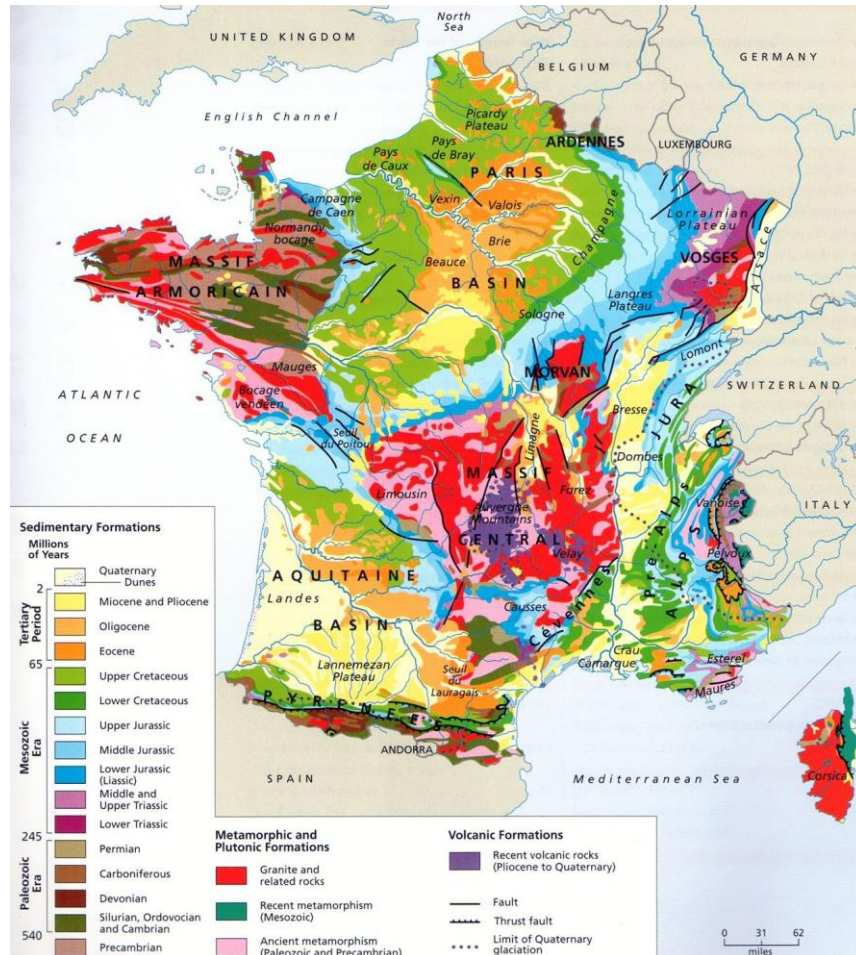 North
Sea
UNITED KINGDOM
BELGIUM
GERMANY
English Channel
Picardy
Plateau
ARDENNES
LUXEMBOURG
Pays
de Caux
Pays
de Bray
PARIS
Campagne
de Caen
Vexin
Valois
Champagne
Lorrainian
Plateau
Normandy
bocage
Brie
VOSGES
Alsace
MASSIF
Beauce
ARMORICAIN
BASIN
Langres
Plateau
Sologne
Lomont
Mauges
MORVAN
SWITZERLAND
ATLANTIC
OCEAN
Bocage
vendéen
Bresse
JURA
Seuil
du Poitou
Limagne
Dombes
MASSIF
Limousin
Forez
Vanoise
ITALY
Auvergne
Mountains
Pre Alps
ALPS
Pelvoux
CENTRAL
Velay
AQUITAINE
Landes
Causses
Cévennes
BASIN
Crau
Camargue
Esterel
Lannemezan
Plateau
Seuil
du
Lauragais
Maures
PYRENEES
ANDORRA
SPAIN
Mediterranean Sea
Corsica
Sedimentary Formations
Millions
of Years
Quaternary
Dunes
2
Tertiary
Period
Miocene and Pliocene
Oligocene
Eocene
65
Mesozoic
Era
Upper Cretaceous
Lower Cretaceous
Upper Jurassic
Middle Jurassic
Lower Jurassic
(Liassic)
Middle and
Upper Triassic
Lower Triassic
245
Paleozoic
Era
Permian
Carboniferous
Devonian
Silurian, Ordovocian
and Cambrian
540
Precambrian
Metamorphic and
Plutonic Formations
Granite and
related rocks
Recent metamorphism
(Mesozoic)
Ancient metamorphism
(Paleozoic and Precambrian)
Volcanic Formations
Recent volcanic rocks
(Pliocene to Quaternary)
Fault
Thrust fault
Limit of Quaternary
glaciation
0 31 62
miles